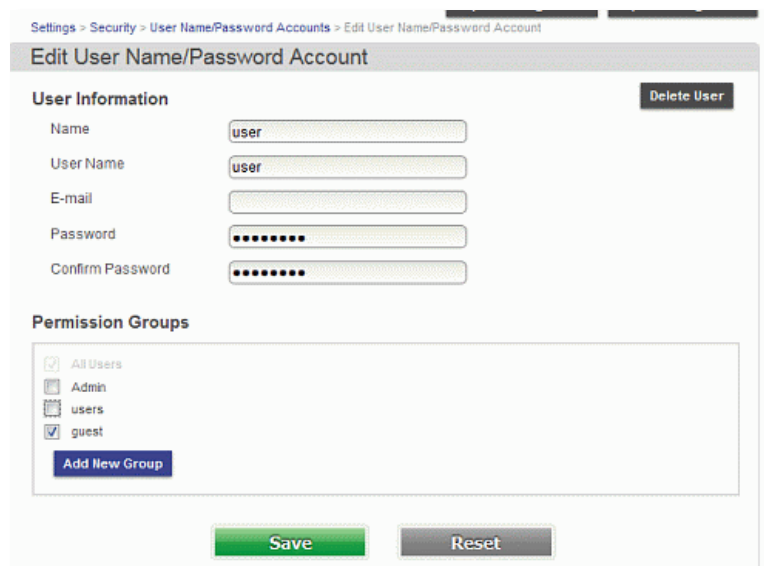 Settings > Security > User Name/Password Accounts > Edit User Name/Password Account
Edit User Name/Password Account
User Information
Delete User
Name
user
User Name
user
E-mail
Password
••••••••
Confirm Password
••••••••
Permission Groups
All Users
Admin
users
guest
Add New Group
Save
Reset